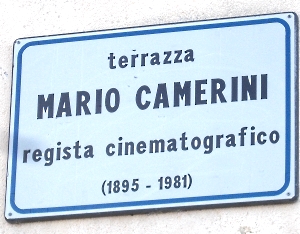 terrazza
MARIO CAMERINI
regista cinematografico
(1895 - 1981)